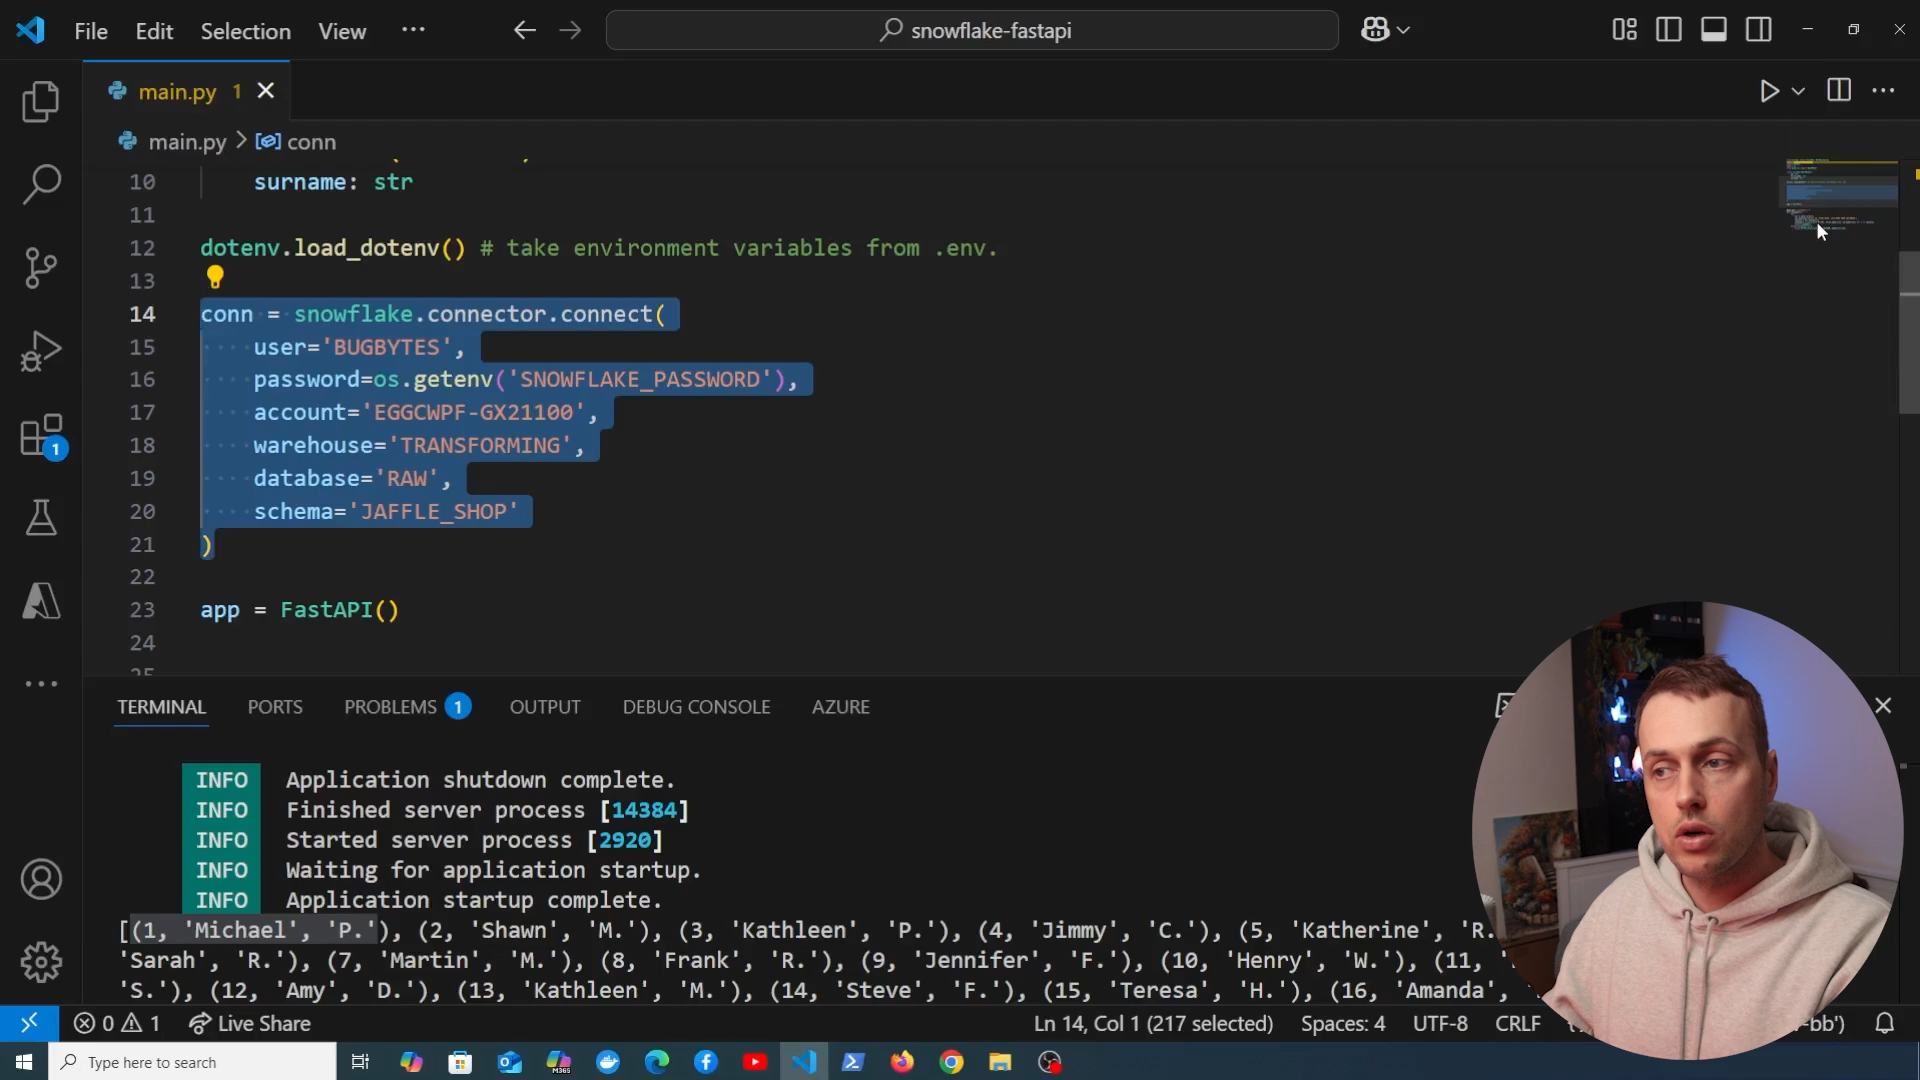 File Edit Selection View ··· snowflake-fastapi
main.py 1
main.py > conn
10 surname: str
11
12 dotenv.load_dotenv() # take environment variables from .env.
13
14 conn = snowflake.connector.connect(
15 user='BUGBYTES',
16 password=os.getenv('SNOWFLAKE_PASSWORD'),
17 account='EGGCWPF-GX21100',
18 warehouse='TRANSFORMING',
19 database='RAW',
20 schema='JAFFLE_SHOP'
21 )
22
23 app = FastAPI()
24
25
1
TERMINAL PORTS PROBLEMS 1 OUTPUT DEBUG CONSOLE AZURE
INFO Application shutdown complete.
INFO Finished server process [14384]
INFO Started server process [2920]
INFO Waiting for application startup.
INFO Application startup complete.
[(1, 'Michael', 'P.'), (2, 'Shawn', 'M.'), (3, 'Kathleen', 'P.'), (4, 'Jimmy', 'C.'), (5, 'Katherine', 'R.
'Sarah', 'R.'), (7, 'Martin', 'M.'), (8, 'Frank', 'R.'), (9, 'Jennifer', 'F.'), (10, 'Henry', 'W.'), (11, '
'S.'), (12, 'Amy', 'D.'), (13, 'Kathleen', 'M.'), (14, 'Steve', 'F.'), (15, 'Teresa', 'H.'), (16, 'Amanda',
0 1 Live Share Ln 14, Col 1 (217 selected) Spaces: 4 UTF-8 CRLF bb')
Type here to search M365